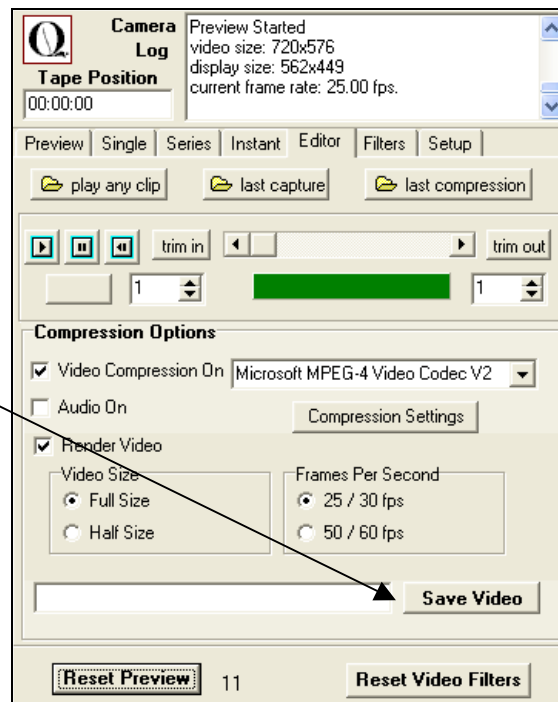 Q
Camera Log
Tape Position
00:00:00
Preview Started
video size: 720x576
display size: 562x449
current frame rate: 25.00 fps.
Preview Single Series Instant Editor Filters Setup
play any clip last capture last compression
trim in trim out
1 1
Compression Options
Video Compression On Microsoft MPEG-4 Video Codec V2
Audio On Compression Settings
Render Video
Video Size Frames Per Second
Full Size 25 / 30 fps
Half Size 50 / 60 fps
Save Video
Reset Preview 11 Reset Video Filters